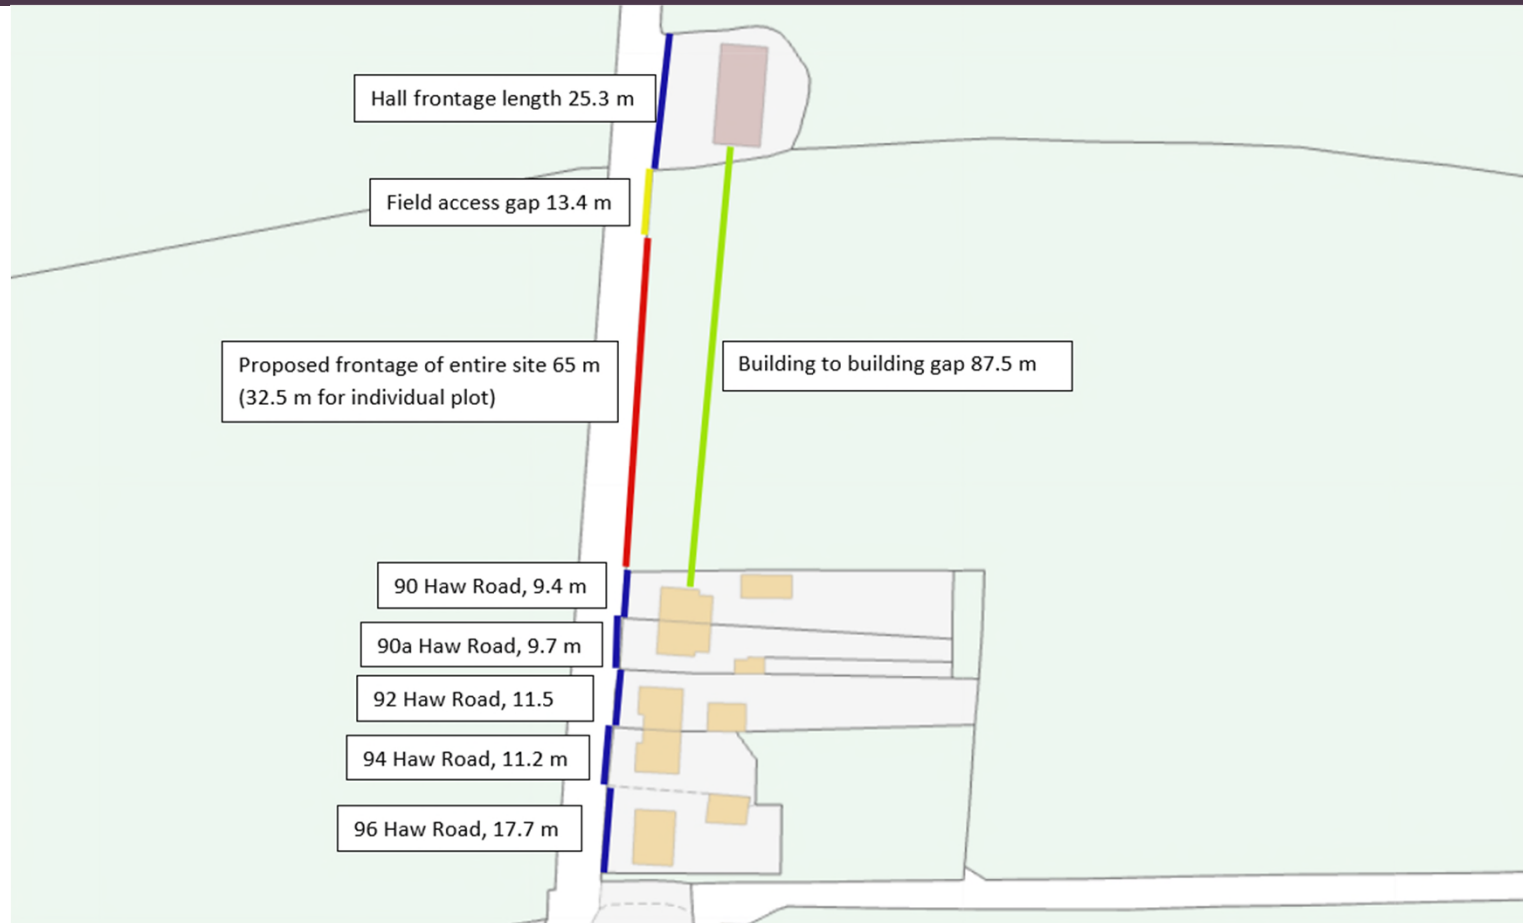 Hall frontage length 25.3 m
Field access gap 13.4 m
Proposed frontage of entire site 65 m
(32.5 m for individual plot)
Building to building gap 87.5 m
90 Haw Road, 9.4 m
90a Haw Road, 9.7 m
92 Haw Road, 11.5
94 Haw Road, 11.2 m
96 Haw Road, 17.7 m